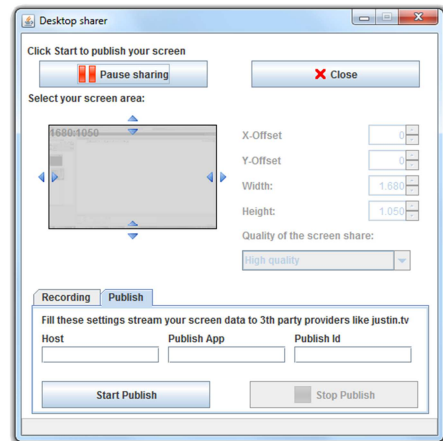 Desktop sharer
Click Start to publish your screen
Pause sharing
Close
Select your screen area:
1680:1050
X-Offset 0
Y-Offset 0
Width: 1.680
Height: 1.050
Quality of the screen share:
High quality
Recording Publish
Fill these settings stream your screen data to 3th party providers like justin.tv
Host Publish App Publish Id
Start Publish Stop Publish